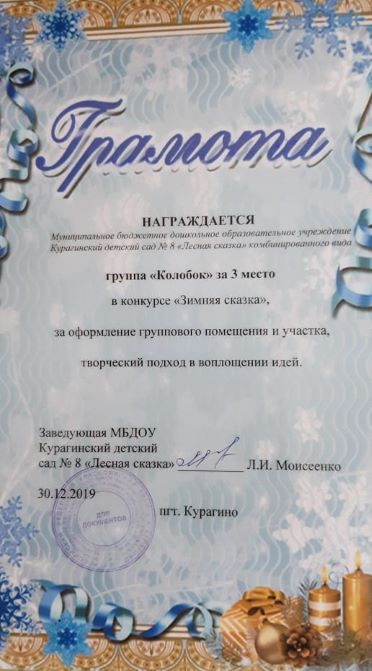 Грамота
НАГРАЖДАЕТСЯ
Муниципальное бюджетное дошкольное образовательное учреждение
Курагинский детский сад № 8 «Лесная сказка» комбинированного вида
группа «Колобок» за 3 место
в конкурсе «Зимняя сказка»,
за оформление группового помещения и участка,
творческий подход в воплощении идей.
Заведующая МБДОУ
Курагинский детский
сад № 8 «Лесная сказка» Л.И. Моисеенко
30.12.2019
ДЛЯ
ДОКУМЕНТОВ
пгт. Курагино